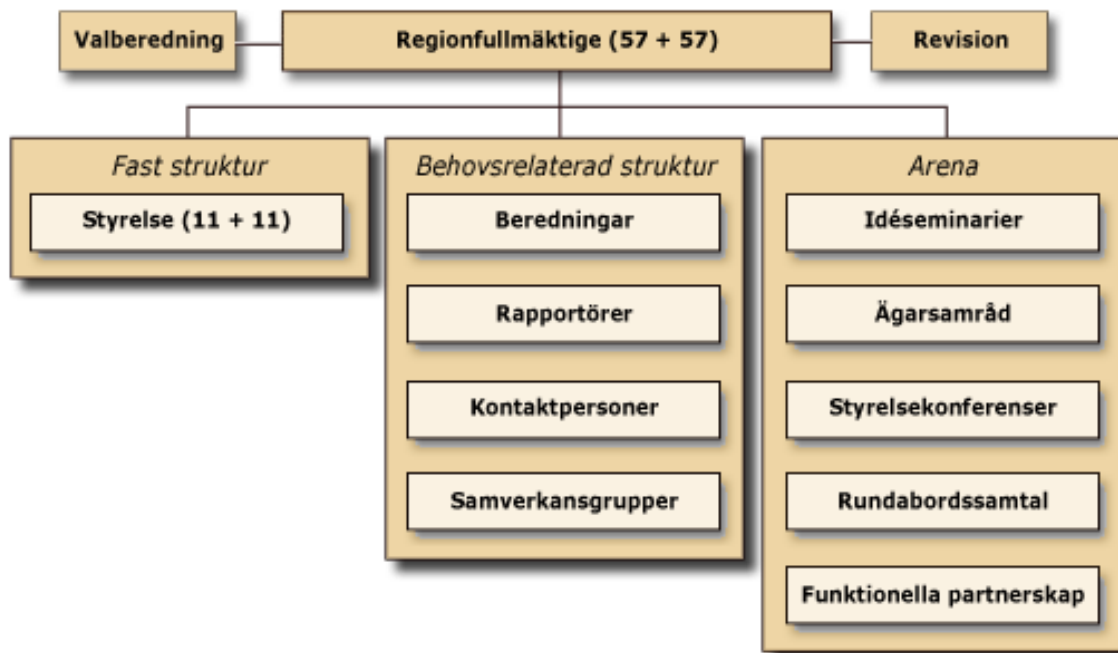 Valberedning
Regionfullmäktige (57 + 57)
Revision
Fast struktur
Styrelse (11 + 11)
Behovsrelaterad struktur
Beredningar
Rapportörer
Kontaktpersoner
Samverkansgrupper
Arena
Idéseminarier
Ägarsamråd
Styrelsekonferenser
Rundabordssamtal
Funktionella partnerskap